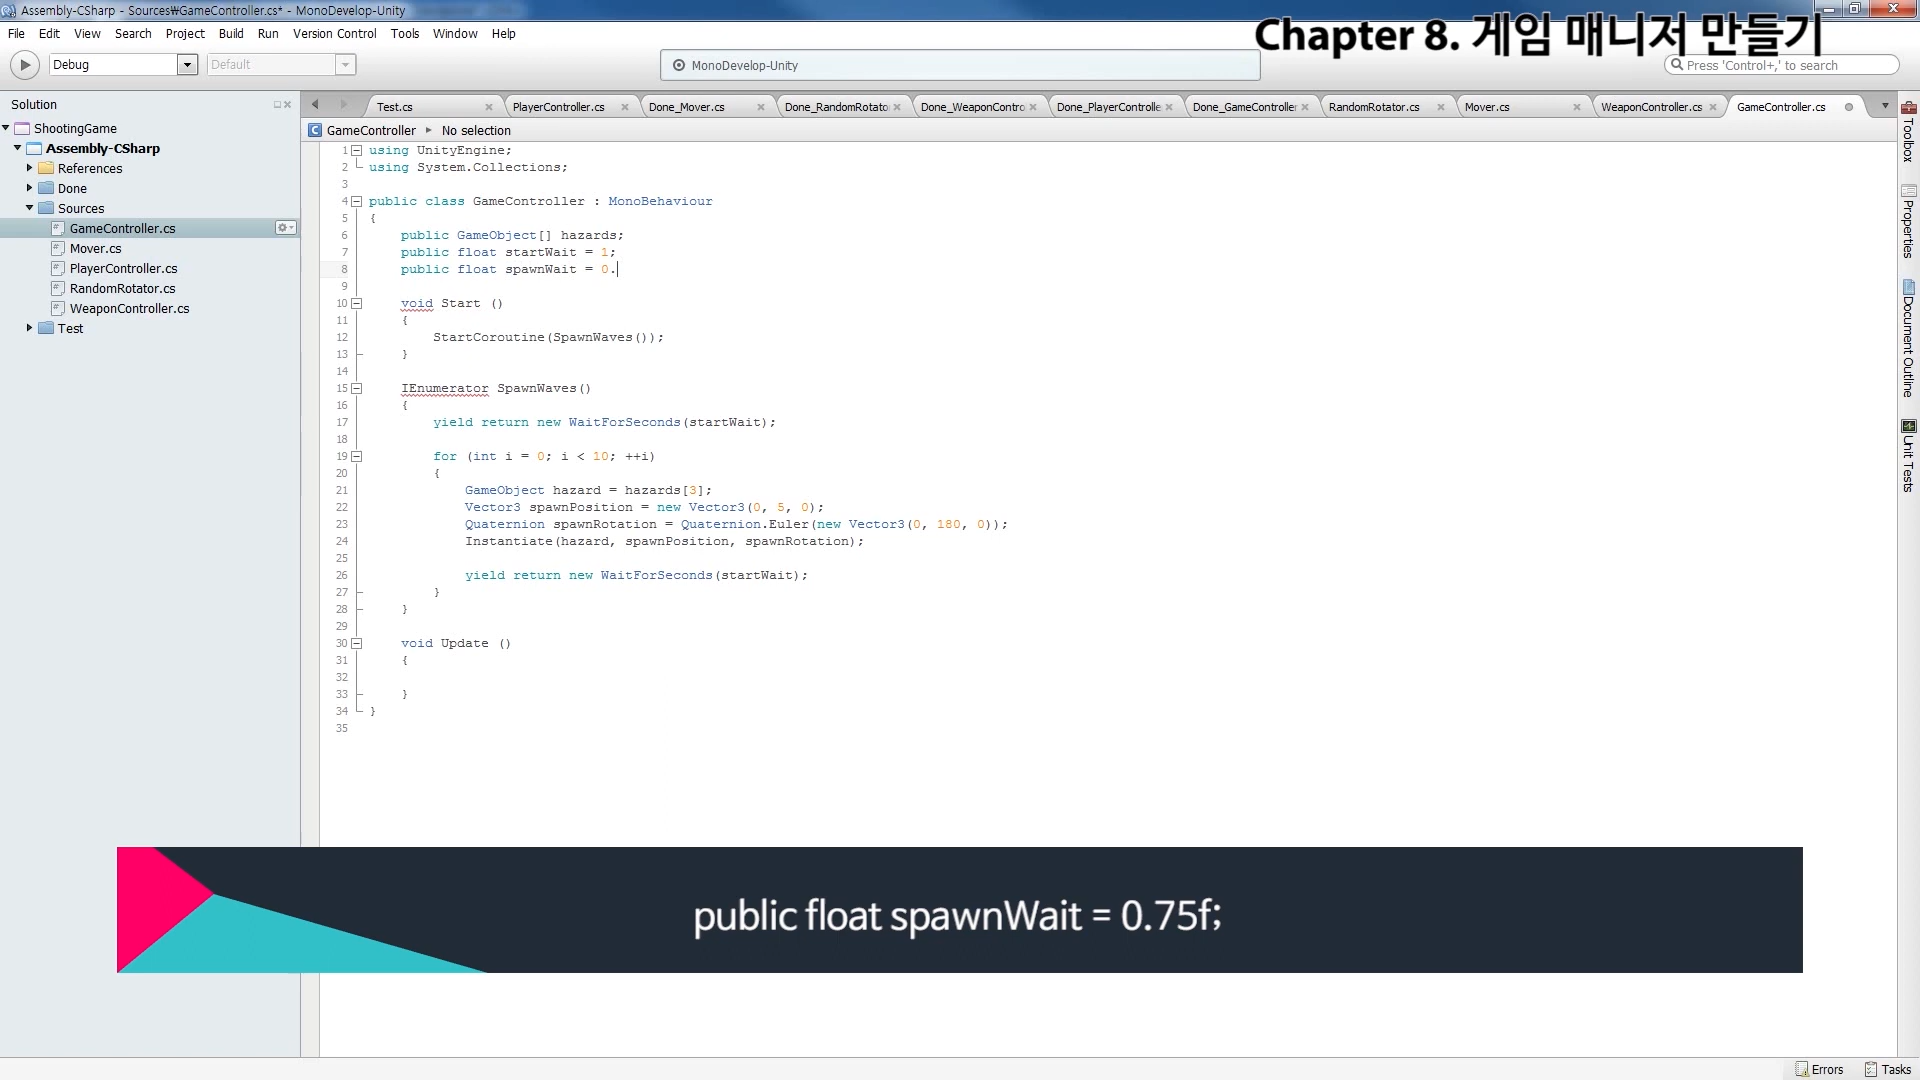 Assembly-CSharp - Sources₩GameController.cs* - MonoDevelop-Unity
Chapter 8. 게임 매니져 만들기
File Edit View Search Project Build Run Version Control Tools Window Help
Debug Default MonoDevelop-Unity Press 'Control+,' to search
Solution
ShootingGame
Assembly-CSharp
References
Done
Sources
GameController.cs
Mover.cs
PlayerController.cs
RandomRotator.cs
WeaponController.cs
Test
Test.cs PlayerController.cs Done_Mover.cs Done_RandomRotato Done_WeaponContro Done_PlayerControlle Done_GameController RandomRotator.cs Mover.cs WeaponController.cs GameController.cs
GameController No selection
1 using UnityEngine;
2 using System.Collections;
3
4 public class GameController : MonoBehaviour
5 {
6 public GameObject[] hazards;
7 public float startWait = 1;
8 public float spawnWait = 0.
9
10 void Start ()
11 {
12 StartCoroutine(SpawnWaves());
13 }
14
15 IEnumerator SpawnWaves()
16 {
17 yield return new WaitForSeconds(startWait);
18
19 for (int i = 0; i < 10; ++i)
20 {
21 GameObject hazard = hazards[3];
22 Vector3 spawnPosition = new Vector3(0, 5, 0);
23 Quaternion spawnRotation = Quaternion.Euler(new Vector3(0, 180, 0));
24 Instantiate(hazard, spawnPosition, spawnRotation);
25
26 yield return new WaitForSeconds(startWait);
27 }
28 }
29
30 void Update ()
31 {
32
33 }
34 }
35
Toolbox
Properties
Document Outline
Unit Tests
public float spawnWait = 0.75f;
Errors Tasks